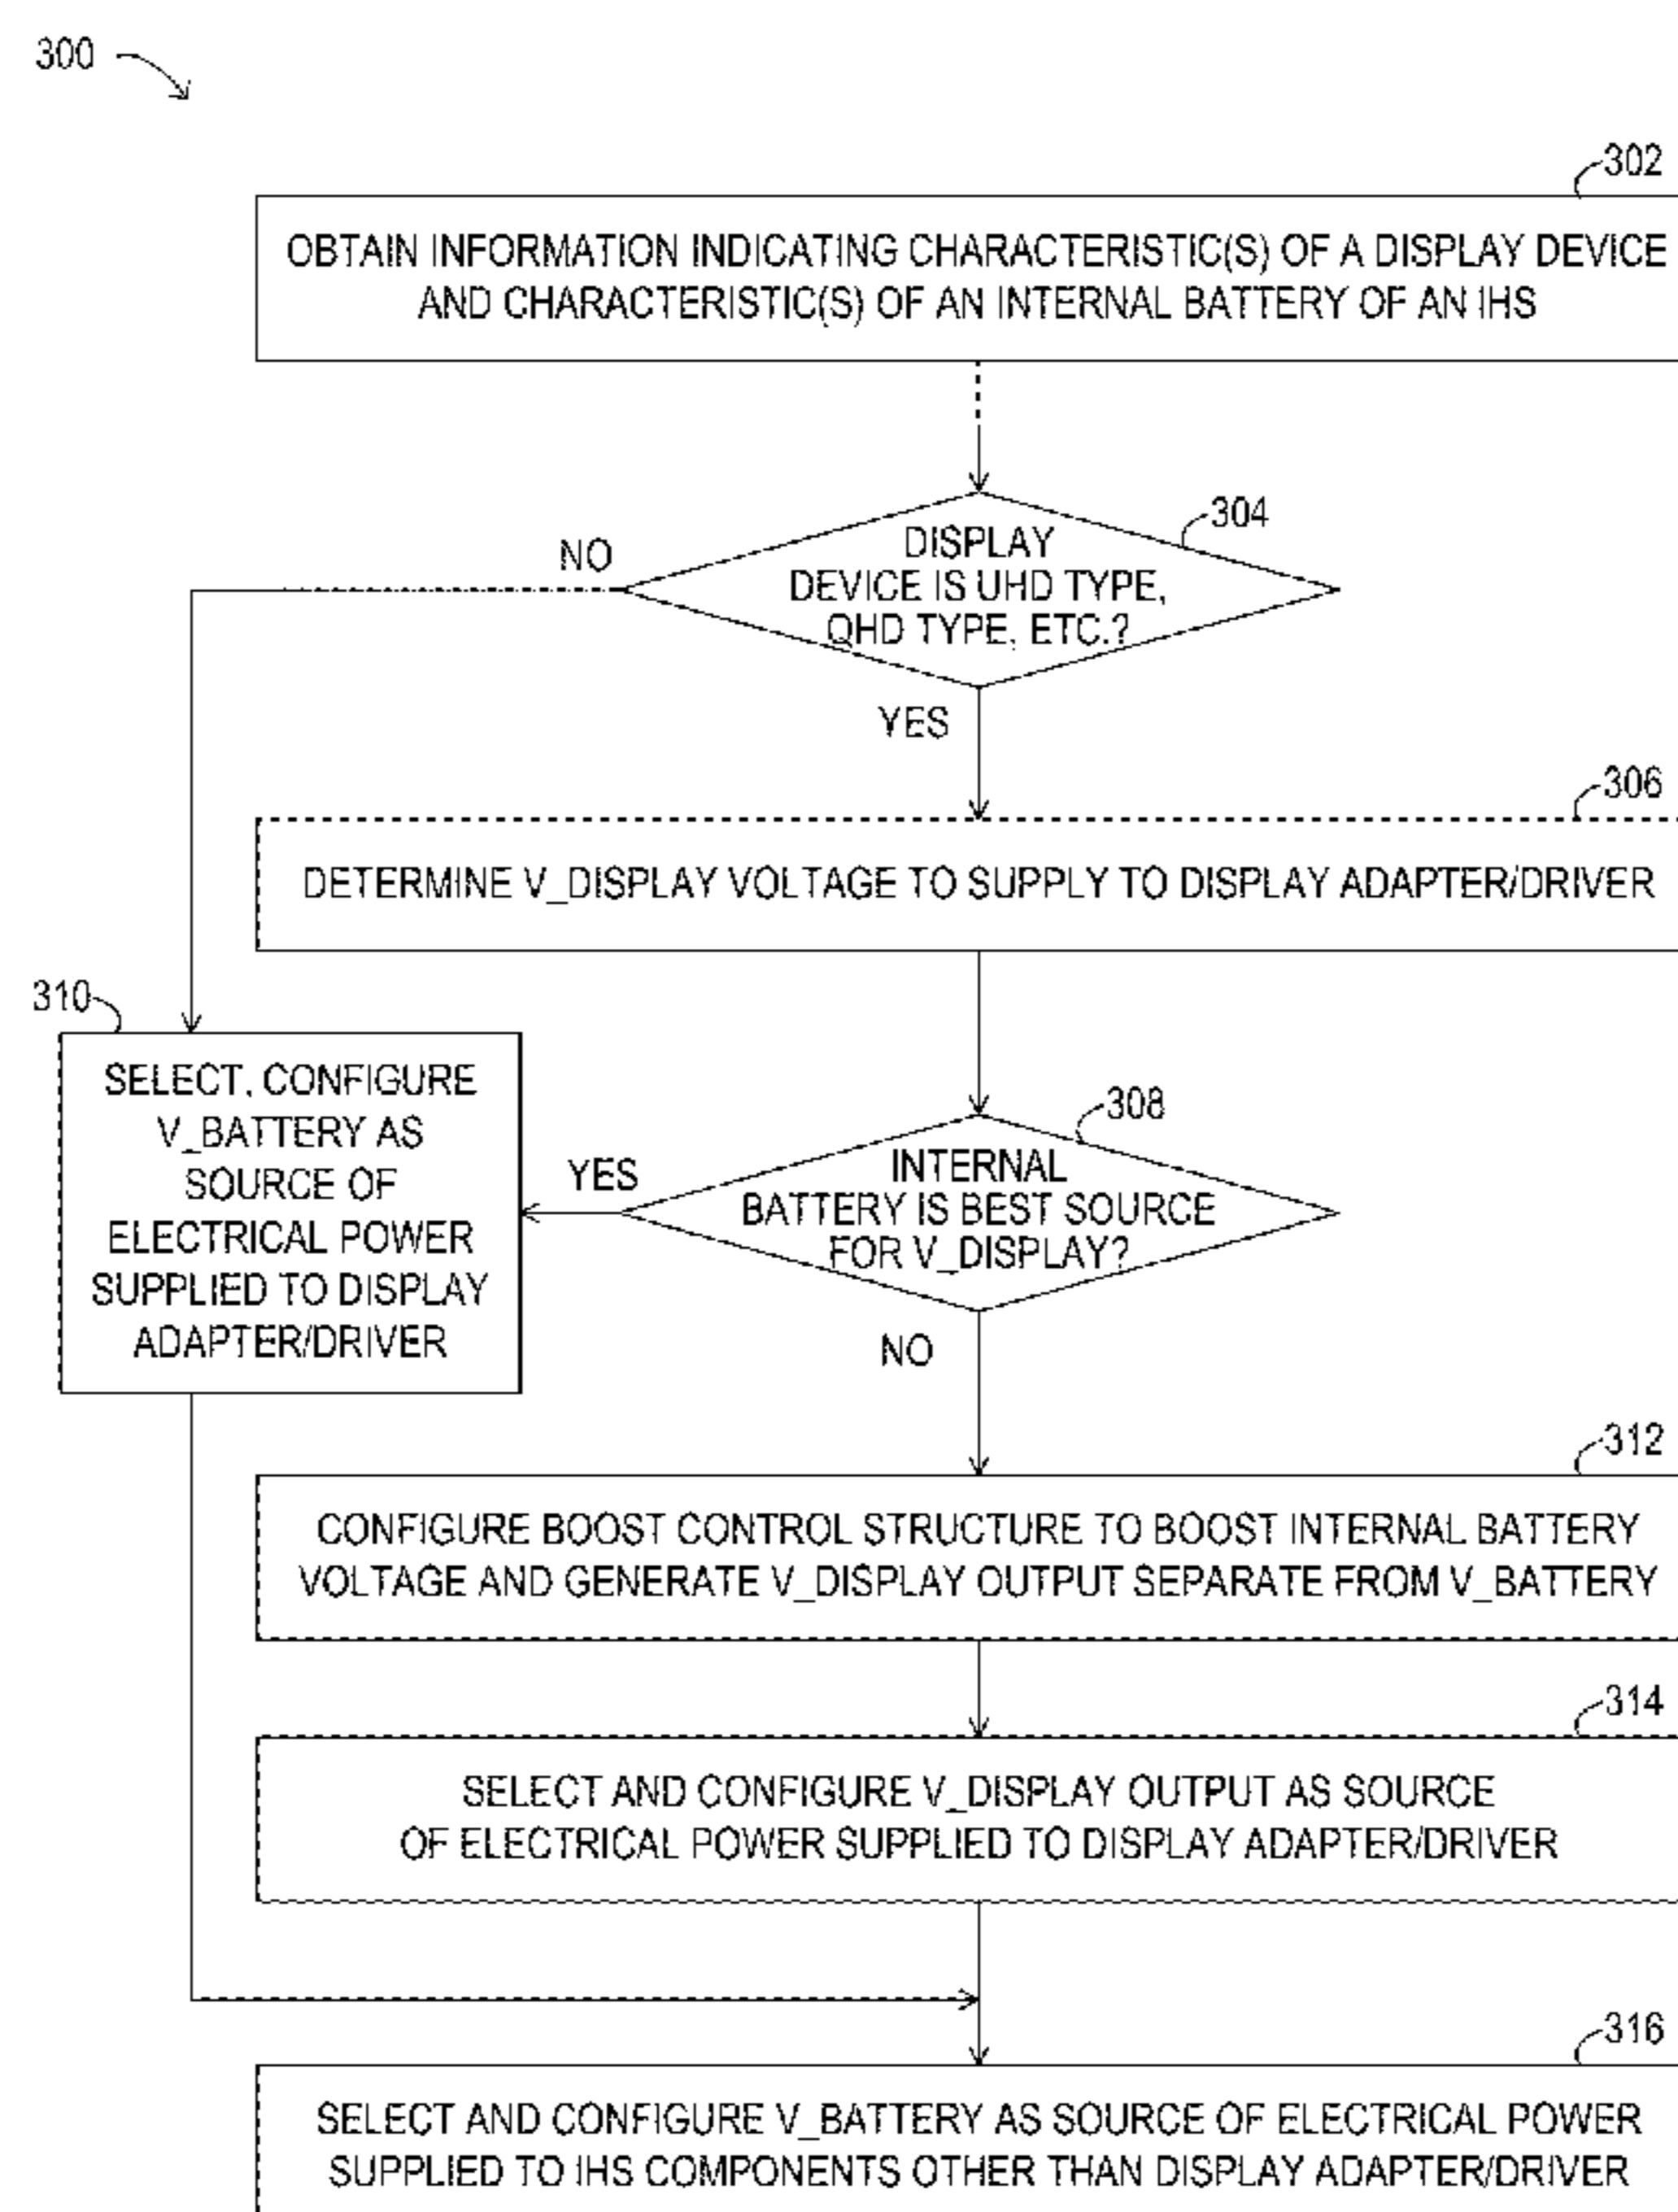 300
302
OBTAIN INFORMATION INDICATING CHARACTERISTIC(S) OF A DISPLAY DEVICE
AND CHARACTERISTIC(S) OF AN INTERNAL BATTERY OF AN IHS
304
NO
DISPLAY
DEVICE IS UHD TYPE,
QHD TYPE, ETC.?
YES
306
DETERMINE V_DISPLAY VOLTAGE TO SUPPLY TO DISPLAY ADAPTER/DRIVER
310
SELECT, CONFIGURE
V_BATTERY AS
SOURCE OF
ELECTRICAL POWER
SUPPLIED TO DISPLAY
ADAPTER/DRIVER
308
YES
INTERNAL
BATTERY IS BEST SOURCE
FOR V_DISPLAY?
NO
312
CONFIGURE BOOST CONTROL STRUCTURE TO BOOST INTERNAL BATTERY
VOLTAGE AND GENERATE V_DISPLAY OUTPUT SEPARATE FROM V_BATTERY
314
SELECT AND CONFIGURE V_DISPLAY OUTPUT AS SOURCE
OF ELECTRICAL POWER SUPPLIED TO DISPLAY ADAPTER/DRIVER
316
SELECT AND CONFIGURE V_BATTERY AS SOURCE OF ELECTRICAL POWER
SUPPLIED TO IHS COMPONENTS OTHER THAN DISPLAY ADAPTER/DRIVER